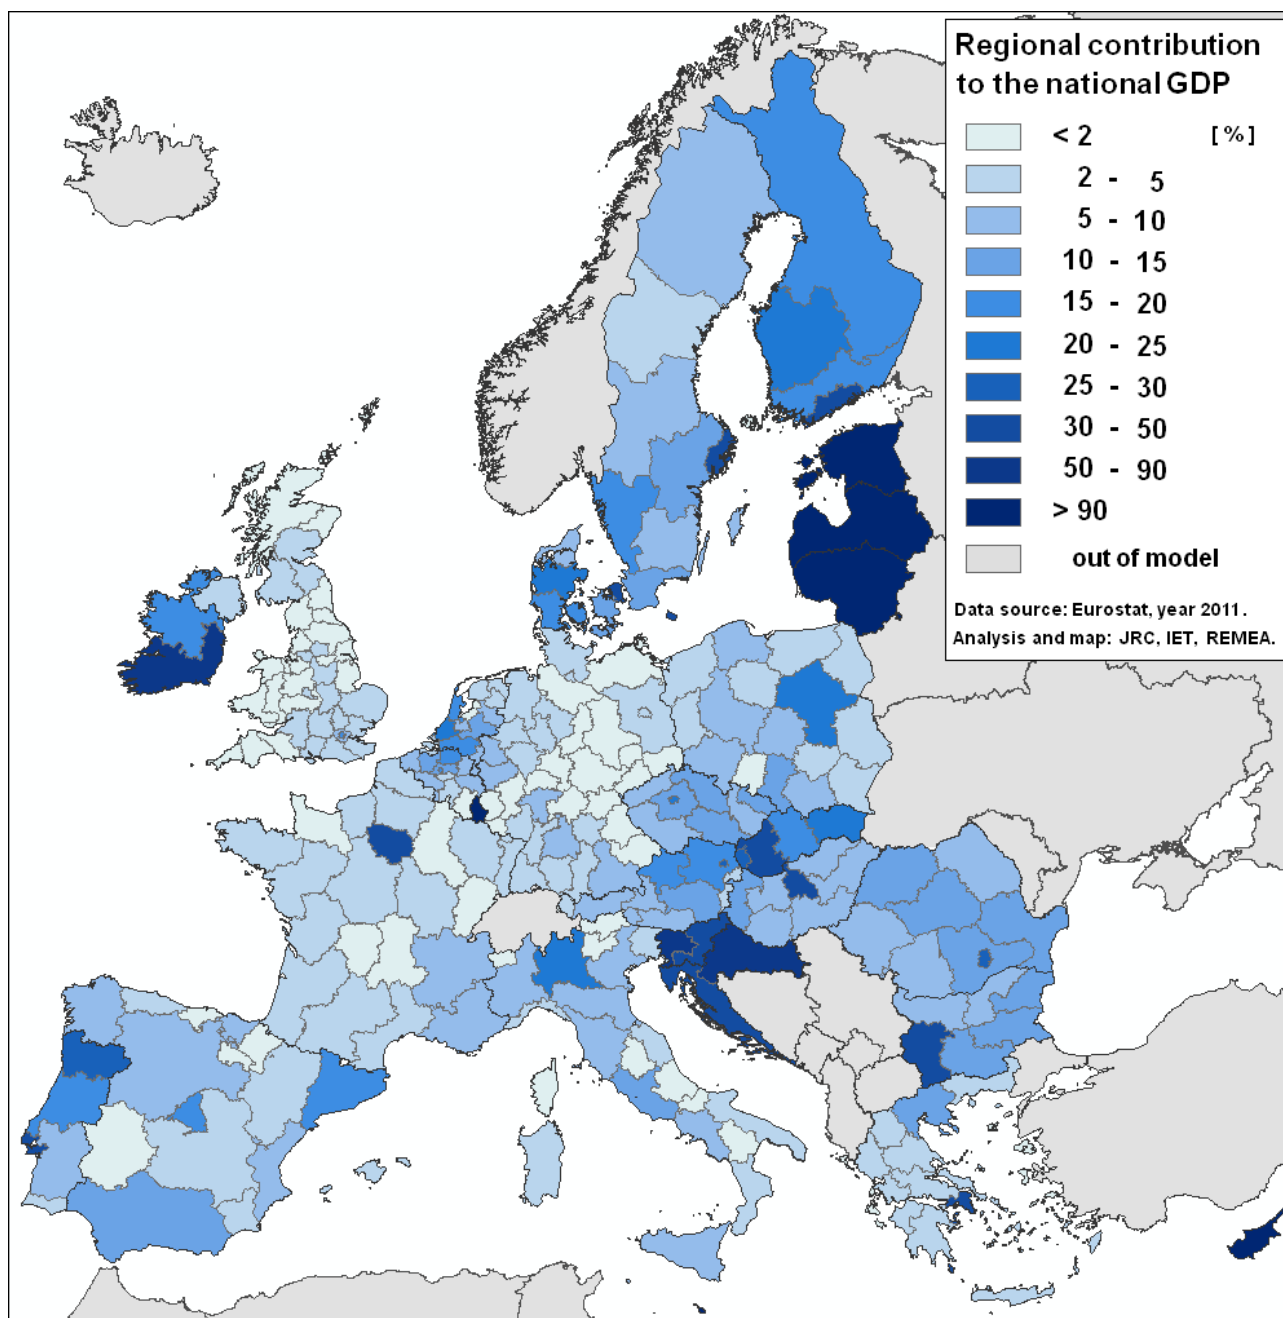 Regional contribution
to the national GDP
< 2 [%]
2 - 5
5 - 10
10 - 15
15 - 20
20 - 25
25 - 30
30 - 50
50 - 90
> 90
out of model
Data source: Eurostat, year 2011.
Analysis and map: JRC, IET, REMEA.